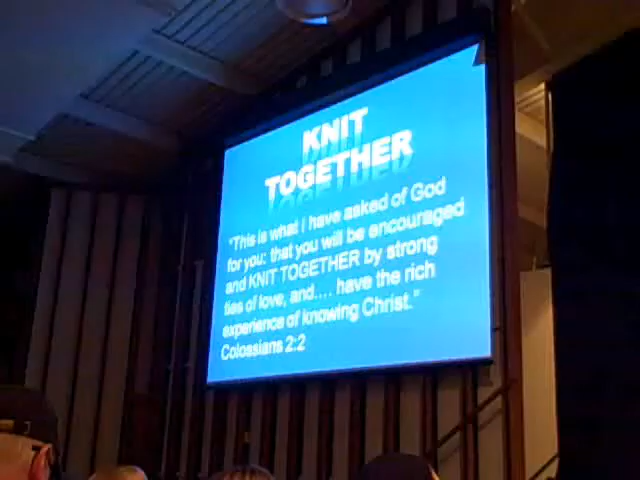 KNIT
TOGETHER
"This is what I have asked of God
for you: that you will be encouraged
and KNIT TOGETHER by strong
ties of love, and.... have the rich
experience of knowing Christ."
Colossians 2:2